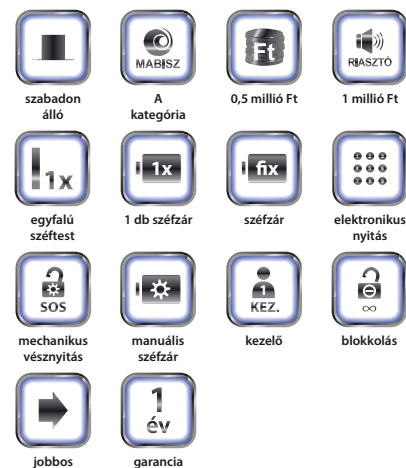 MABISZ
Ft
RIASZTÓ
szabadon
álló
A
kategória
0,5 millió Ft
1 millió Ft
1x
1x
fix
egyfalú
széftest
1 db széfzár
széfzár
elektronikus
nyitás
SOS
1
KEZ.
∞
mechanikus
vésznyitás
manuális
széfzár
kezelő
blokkolás
1
év
jobbos
garancia